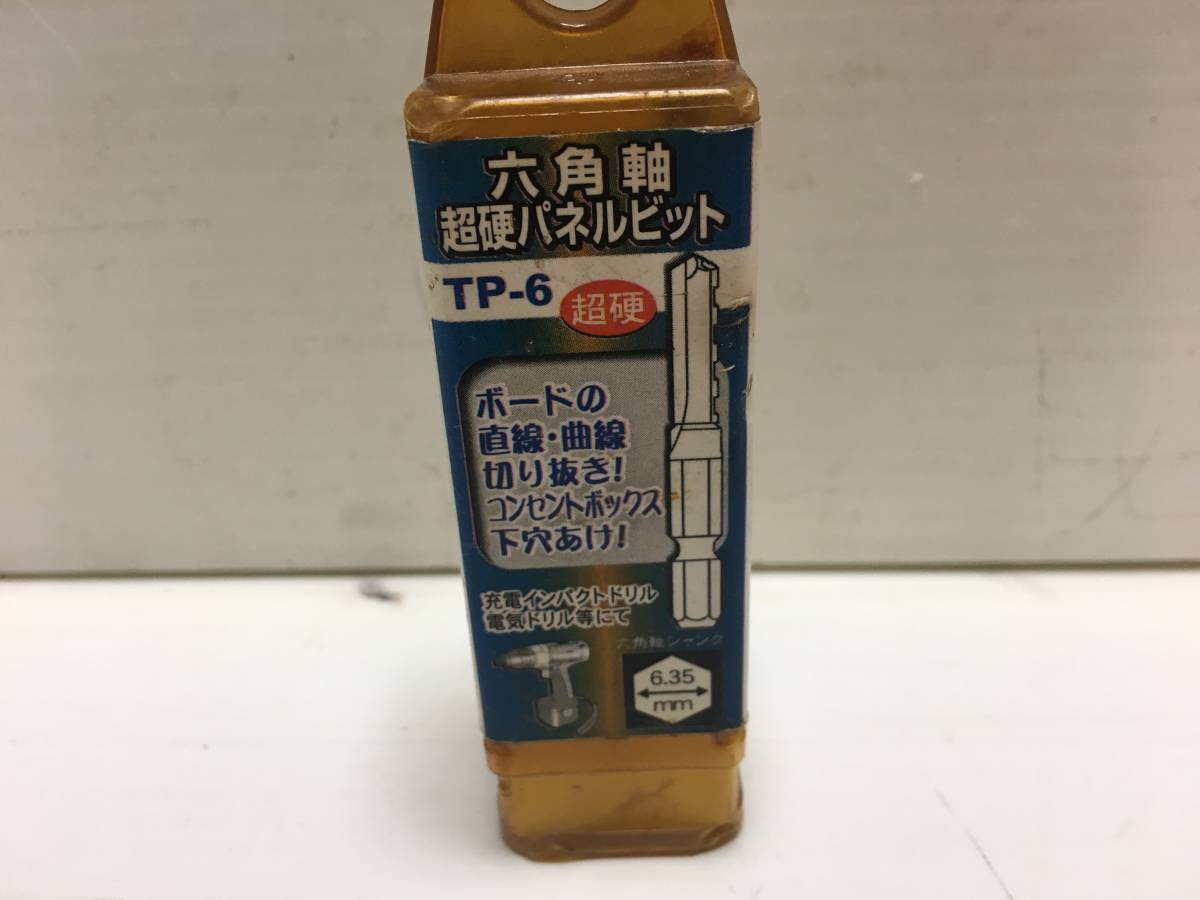 六角軸
超硬パネルビット
TP-6
超硬
ボードの
直線・曲線
切り抜き!
コンセントボックス
下穴あけ!
充電インパクトドリル
電気ドリル等にて
六角軸シャンク
6.35
mm